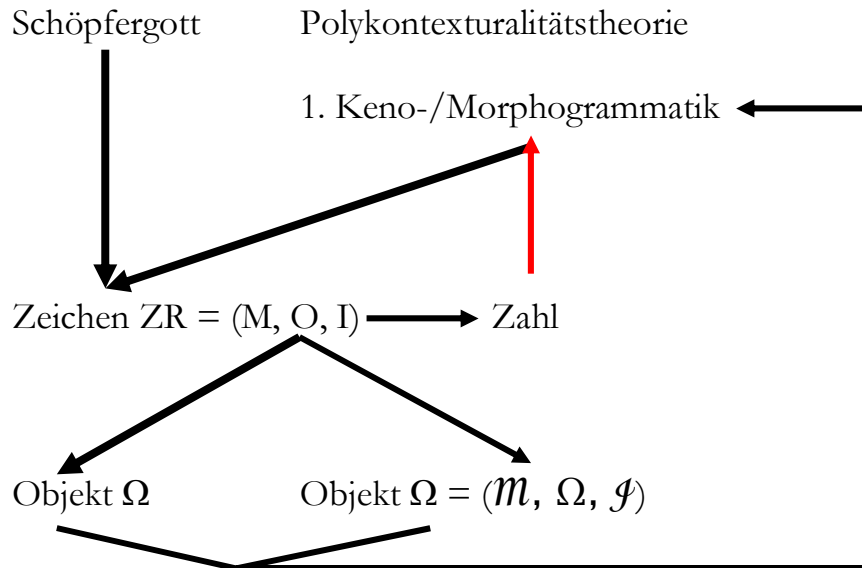 Schöpfergott Polykontexturalitätstheorie
1. Keno-/Morphogrammatik
Zeichen ZR = (M, O, I) Zahl
Objekt Ω Objekt Ω = (ℳ, Ω, ℐ)